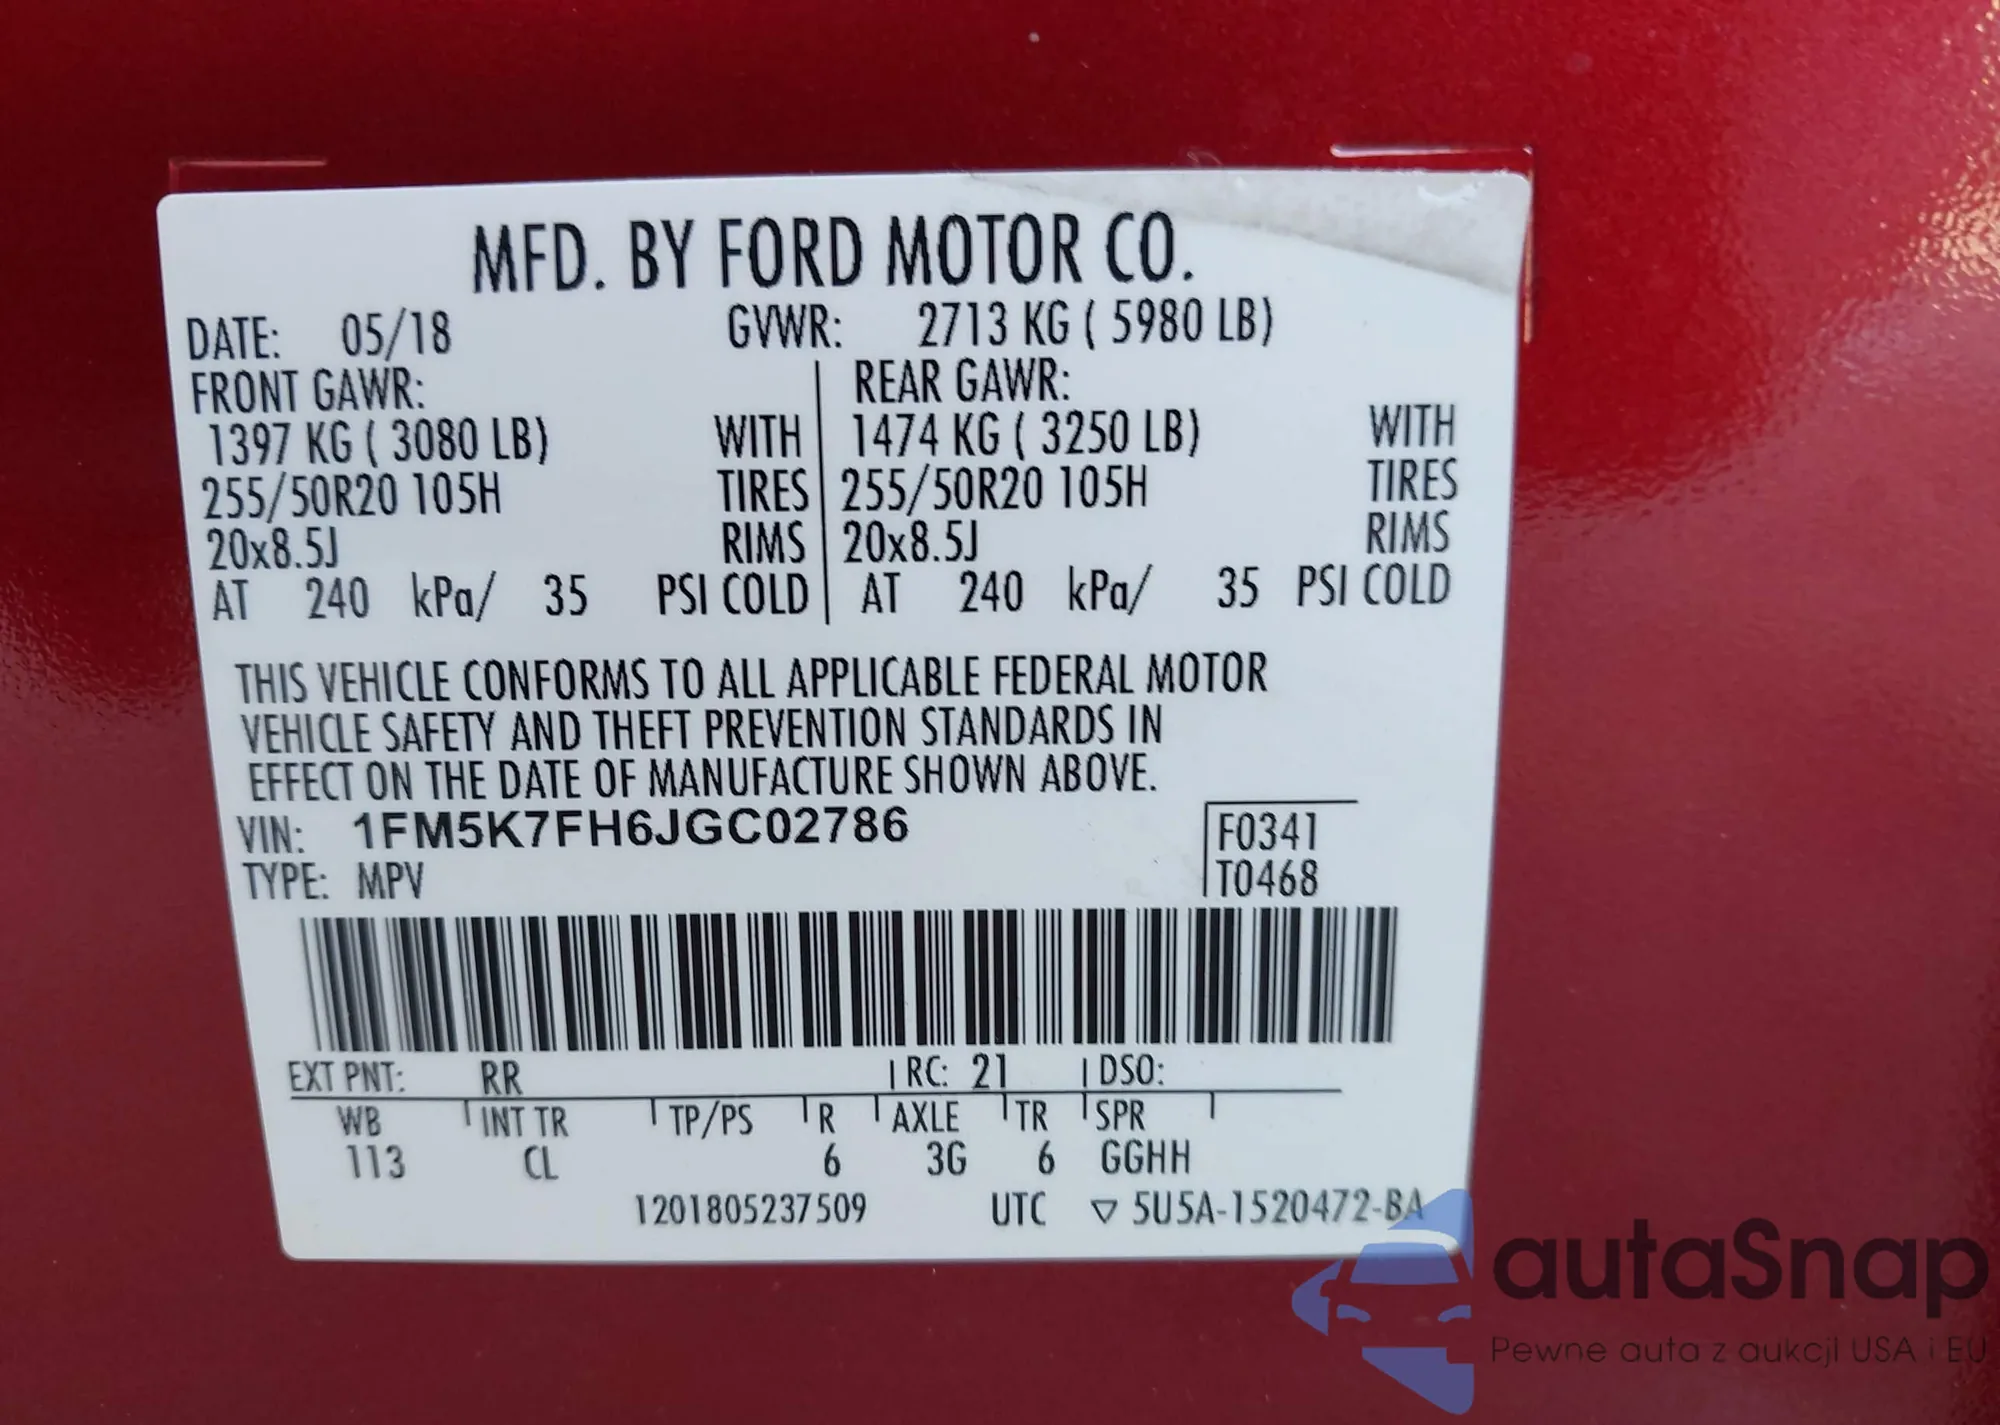 MFD. BY FORD MOTOR CO.
DATE: 05/18 GVWR: 2713 KG ( 5980 LB)
FRONT GAWR: REAR GAWR:
1397 KG ( 3080 LB) WITH 1474 KG ( 3250 LB) WITH
255/50R20 105H TIRES 255/50R20 105H TIRES
20x8.5J RIMS 20x8.5J RIMS
AT 240 kPa/ 35 PSI COLD AT 240 kPa/ 35 PSI COLD
THIS VEHICLE CONFORMS TO ALL APPLICABLE FEDERAL MOTOR
VEHICLE SAFETY AND THEFT PREVENTION STANDARDS IN
EFFECT ON THE DATE OF MANUFACTURE SHOWN ABOVE.
VIN: 1FM5K7FH6JGC02786 F0341
TYPE: MPV T0468
EXT PNT: RR RC: 21 DSO:
WB INT TR TP/PS R AXLE TR SPR
113 CL 6 3G 6 GGHH
1201805237509 UTC ▽ 5U5A-1520472-BA
autaSnap
Pewne auta z aukcji USA i EU